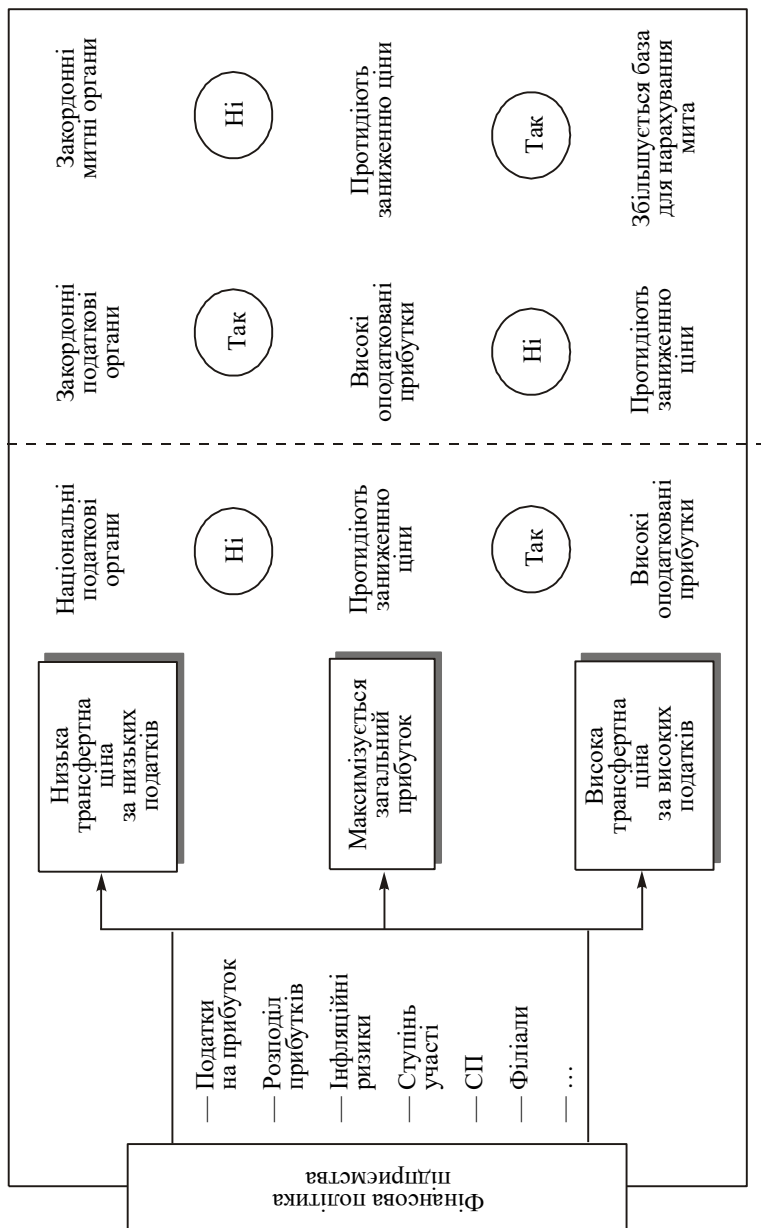 Фінансова політика
підприємства
— Податки
на прибуток
— Розподіл
прибутків
— Інфляційні
ризики
— Ступінь
участі
— СП
— Філіали
— …
Низька
трансфертна
ціна
за низьких
податків
Максимізується
загальний
прибуток
Висока
трансфертна
ціна
за високих
податків
Національні
податкові
органи
Ні
Протидіють
заниженню
ціни
Так
Високі
оподатковані
прибутки
Закордонні
податкові
органи
Так
Високі
оподатковані
прибутки
Ні
Протидіють
заниженню
ціни
Закордонні
митні органи
Ні
Протидіють
заниженню ціни
Так
Збільшується база
для нарахування
мита